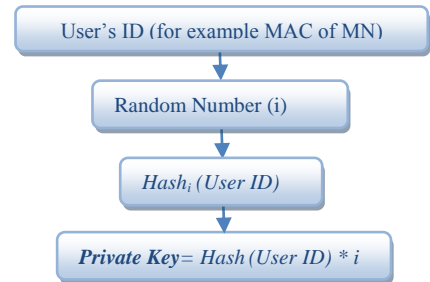 User's ID (for example MAC of MN)
Random Number (i)
Hashᵢ (User ID)
Private Key= Hash (User ID) * i